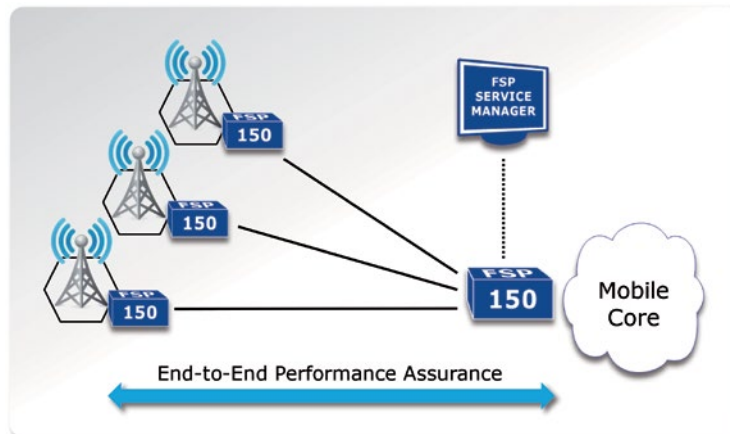 FSP
150
FSP
150
FSP
150
FSP
SERVICE
MANAGER
FSP
150
Mobile
Core
End-to-End Performance Assurance